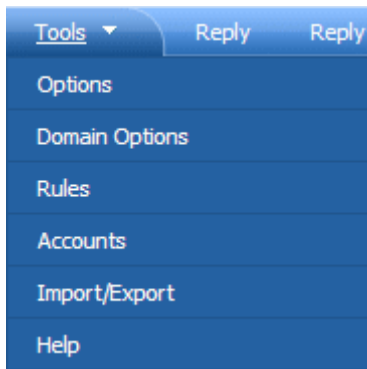 Tools Reply Reply
Options
Domain Options
Rules
Accounts
Import/Export
Help